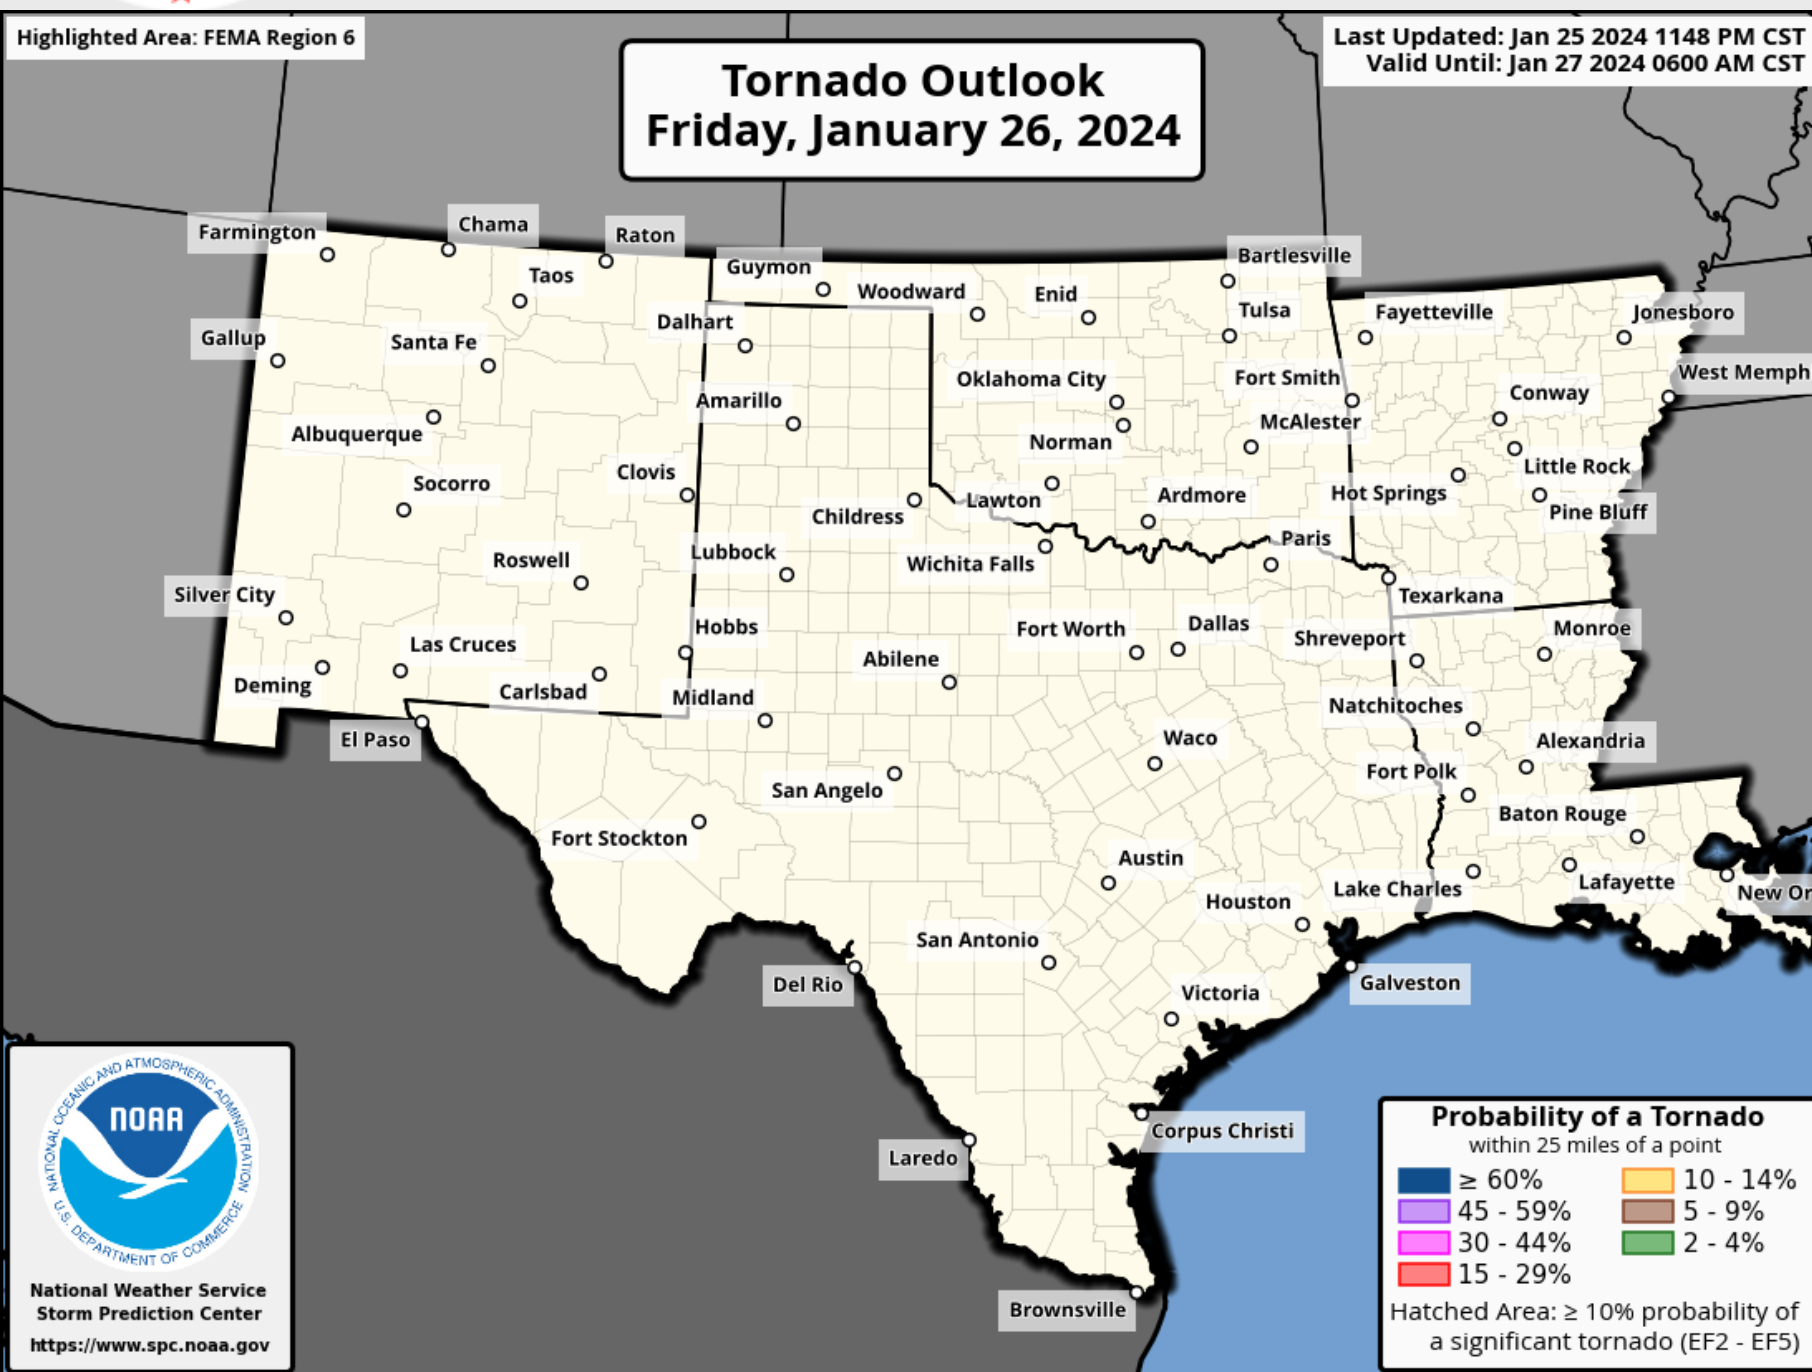 Highlighted Area: FEMA Region 6
Last Updated: Jan 25 2024 1148 PM CST
Valid Until: Jan 27 2024 0600 AM CST
Tornado Outlook
Friday, January 26, 2024
Farmington
Chama
Raton
Taos
Guymon
Woodward
Enid
Bartlesville
Tulsa
Fayetteville
Jonesboro
Gallup
Santa Fe
Dalhart
Oklahoma City
Fort Smith
West Memph
Conway
Amarillo
Albuquerque
Norman
McAlester
Clovis
Socorro
Little Rock
Lawton
Ardmore
Hot Springs
Pine Bluff
Childress
Paris
Roswell
Lubbock
Wichita Falls
Silver City
Texarkana
Las Cruces
Hobbs
Fort Worth
Dallas
Shreveport
Monroe
Abilene
Deming
Carlsbad
Midland
Natchitoches
El Paso
Waco
Alexandria
San Angelo
Fort Polk
Baton Rouge
Fort Stockton
Austin
Lake Charles
Lafayette
New Or
Houston
San Antonio
Del Rio
Victoria
Galveston
Corpus Christi
Laredo
Brownsville
NATIONAL OCEANIC AND ATMOSPHERIC ADMINISTRATION
NOAA
U.S. DEPARTMENT OF COMMERCE
National Weather Service
Storm Prediction Center
https://www.spc.noaa.gov
Probability of a Tornado
within 25 miles of a point
≥ 60%
45 - 59%
30 - 44%
15 - 29%
10 - 14%
5 - 9%
2 - 4%
Hatched Area: ≥ 10% probability of
a significant tornado (EF2 - EF5)